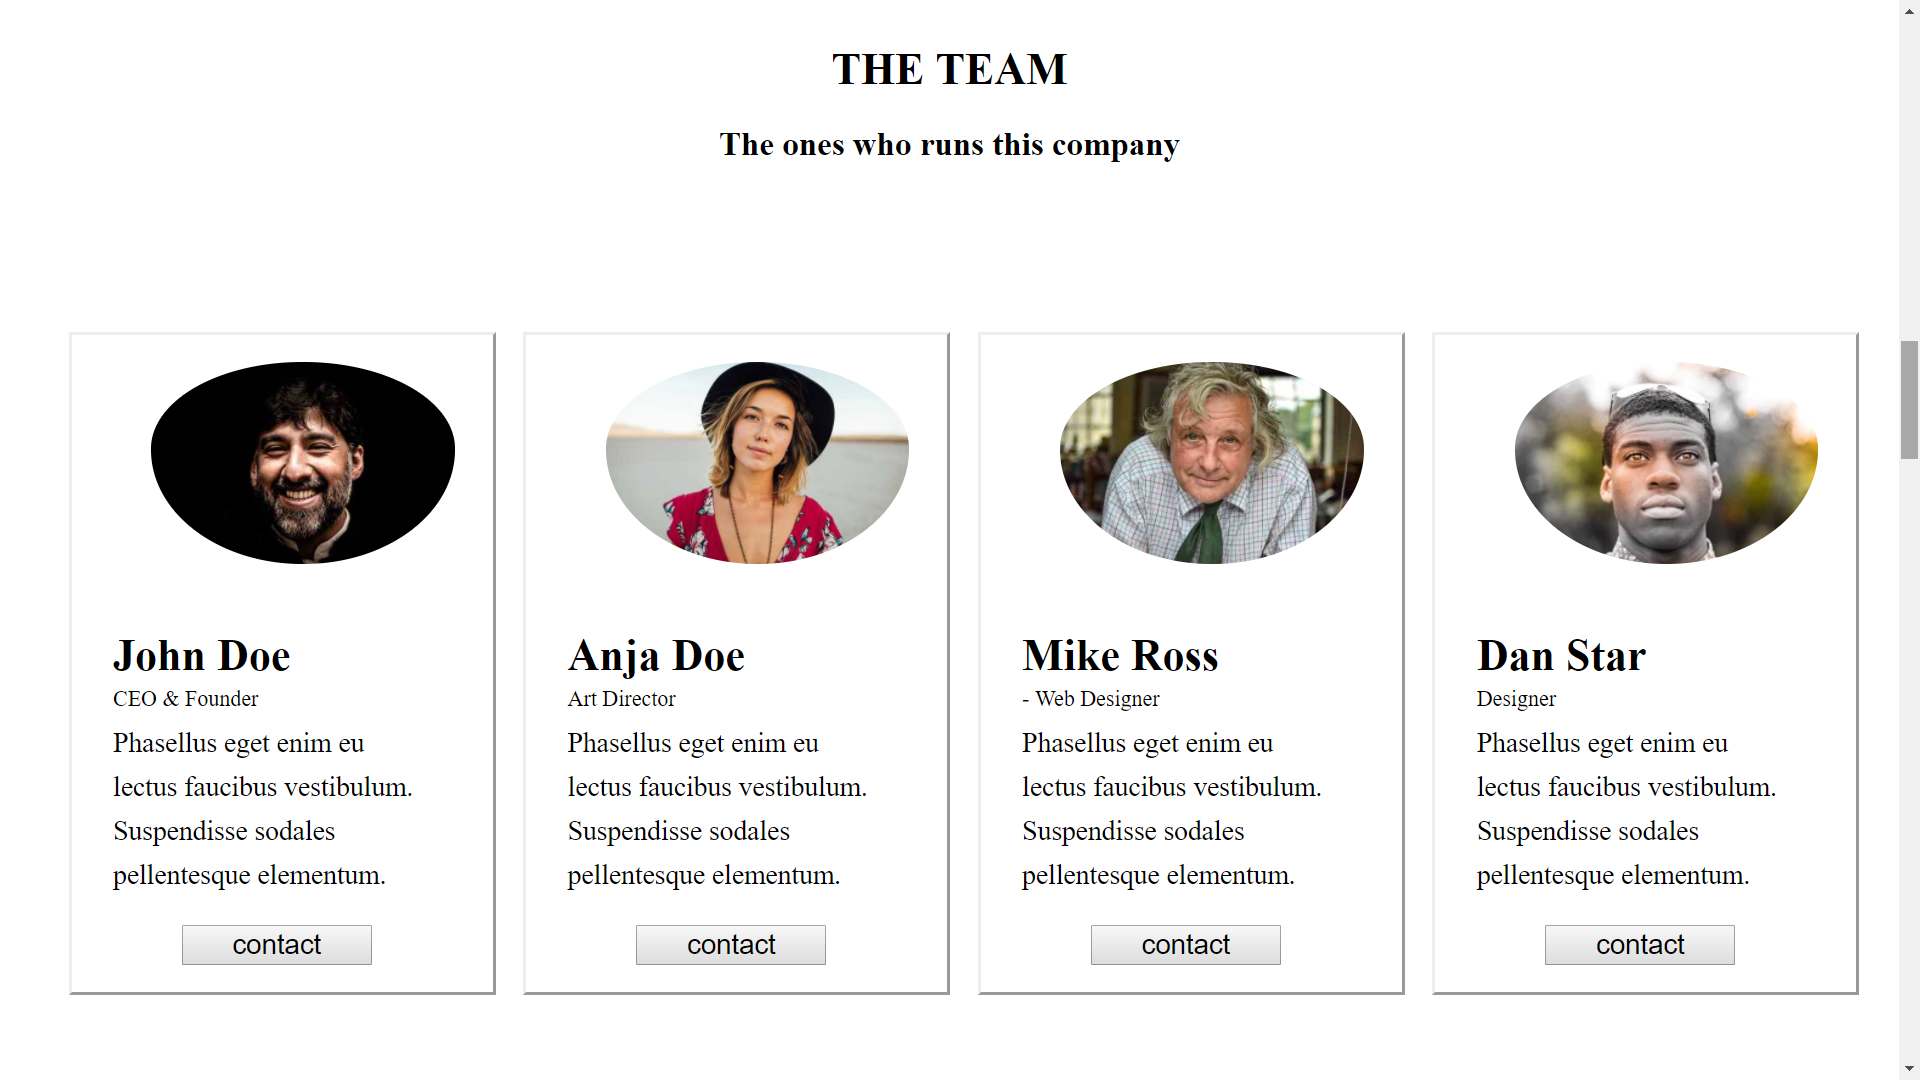 THE TEAM
The ones who runs this company
John Doe
CEO & Founder
Phasellus eget enim eu
lectus faucibus vestibulum.
Suspendisse sodales
pellentesque elementum.
contact
Anja Doe
Art Director
Phasellus eget enim eu
lectus faucibus vestibulum.
Suspendisse sodales
pellentesque elementum.
contact
Mike Ross
- Web Designer
Phasellus eget enim eu
lectus faucibus vestibulum.
Suspendisse sodales
pellentesque elementum.
contact
Dan Star
Designer
Phasellus eget enim eu
lectus faucibus vestibulum.
Suspendisse sodales
pellentesque elementum.
contact